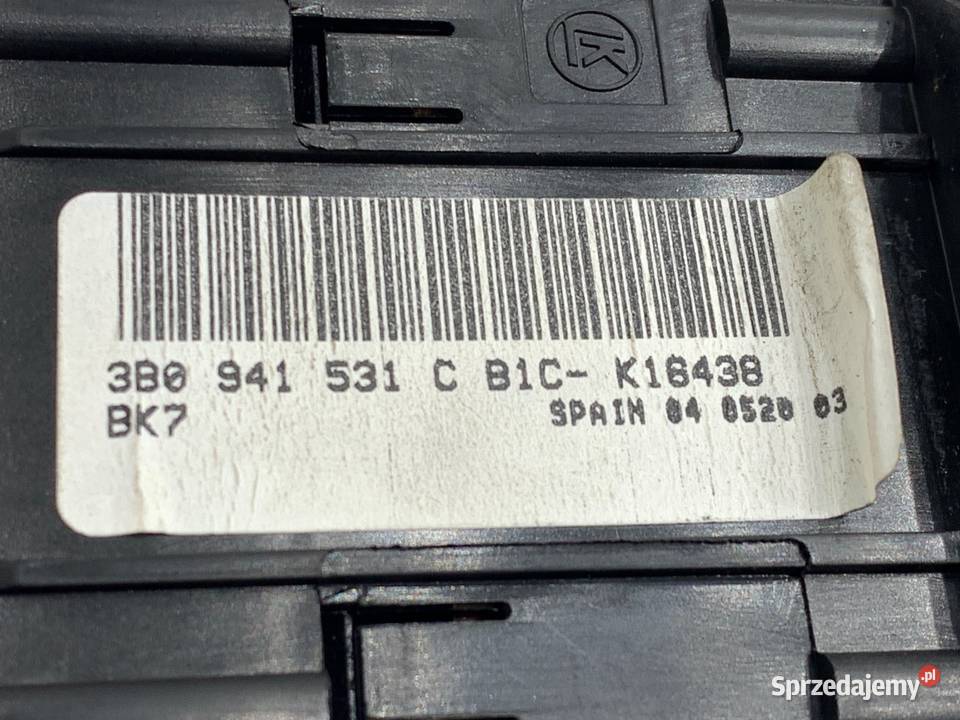 3B0 941 531 C B1C- K16438
BK7
SPAIN 04 0520 03
Sprzedajemy.pl